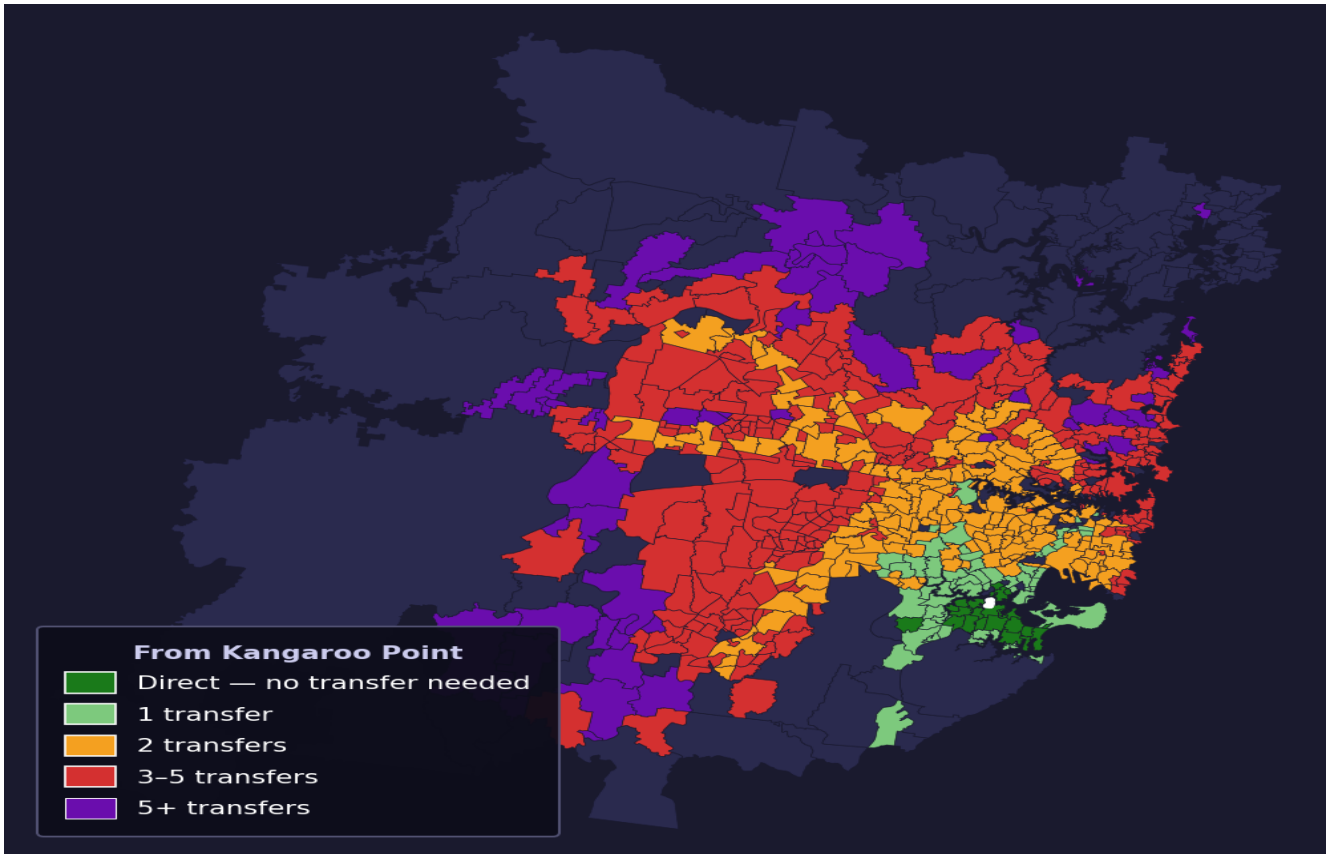 From Kangaroo Point
Direct — no transfer needed
1 transfer
2 transfers
3–5 transfers
5+ transfers